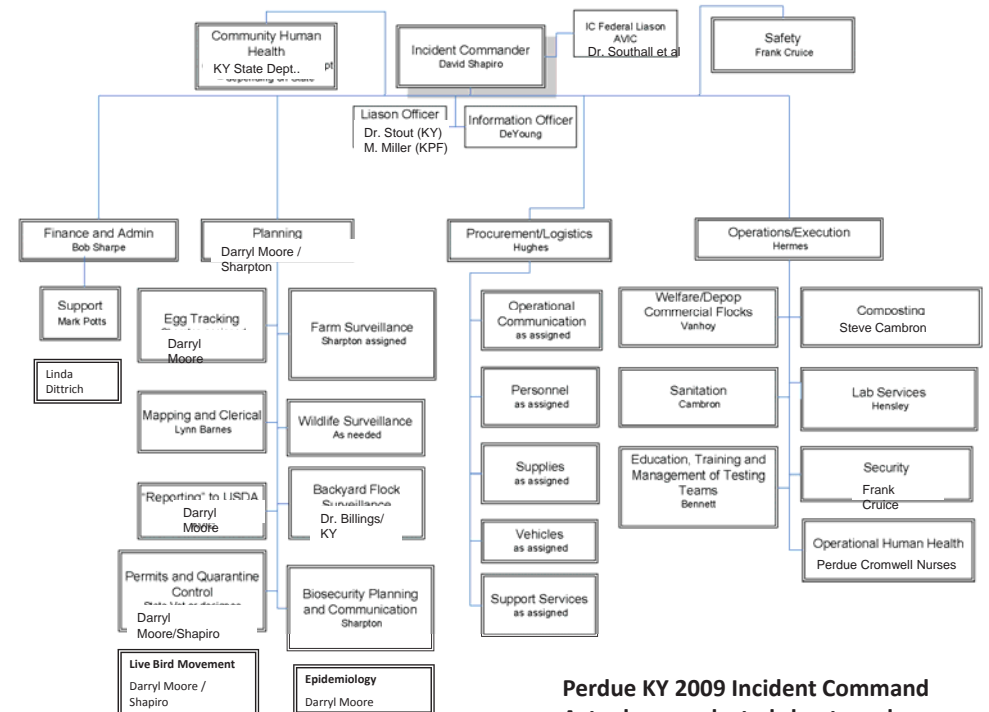 Community Human
Health
KY State Dept..
pt
IC Federal Liason
AVIC
Dr. Southall et al
Incident Commander
David Shapiro
Safety
Frank Cruice
Liason Officer
Dr. Stout (KY)
M. Miller (KPF)
Information Officer
DeYoung
Finance and Admin
Bob Sharpe
Planning
Darryl Moore /
Sharpton
Procurement/Logistics
Hughes
Operations/Execution
Hermes
Support
Mark Potts
Linda
Dittrich
Egg Tracking
Darryl
Moore
Farm Surveillance
Sharpton assigned
Mapping and Clerical
Lynn Barnes
Wildlife Surveillance
As needed
"Reporting" to USDA
Darryl
Moore
Backyard Flock
Surveillance
Dr. Billings/
KY
Permits and Quarantine
Control
Darryl
Moore/Shapiro
Biosecurity Planning
and Communication
Sharpton
Live Bird Movement
Darryl Moore /
Shapiro
Epidemiology
Darryl Moore
Operational
Communication
as assigned
Personnel
as assigned
Supplies
as assigned
Vehicles
as assigned
Support Services
as assigned
Welfare/Depop
Commercial Flocks
Vanhoy
Composting
Steve Cambron
Sanitation
Cambron
Lab Services
Hensley
Education, Training and
Management of Testing
Teams
Bennett
Security
Frank
Cruice
Operational Human Health
Perdue Cromwell Nurses
Perdue KY 2009 Incident Command